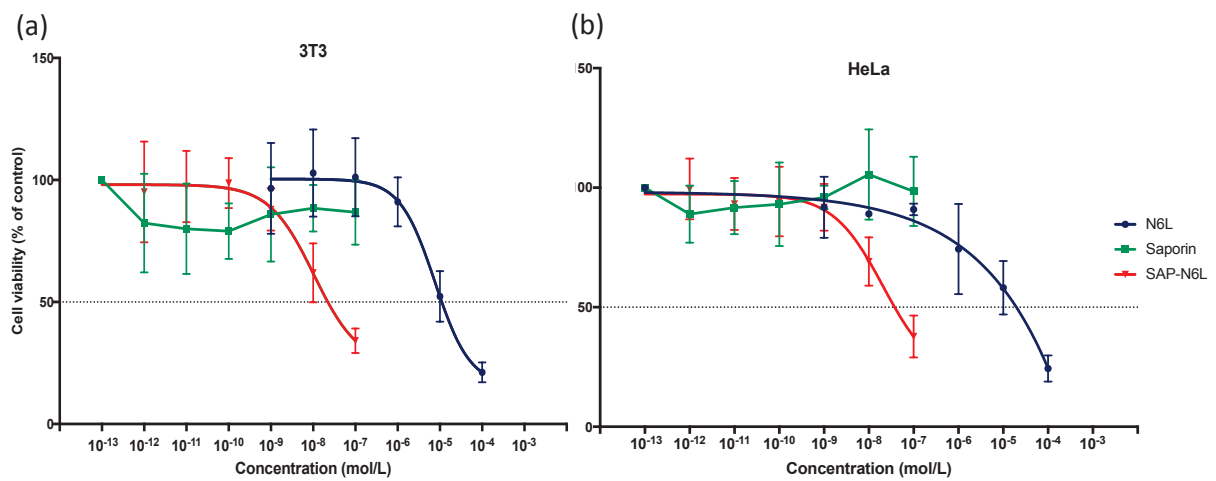 (a)
3T3
150
100
50
0
Cell viability (% of control)
10-13 10-12 10-11 10-10 10-9 10-8 10-7 10-6 10-5 10-4 10-3
Concentration (mol/L)
(b)
HeLa
150
100
50
0
10-13 10-12 10-11 10-10 10-9 10-8 10-7 10-6 10-5 10-4 10-3
Concentration (mol/L)
N6L
Saporin
SAP-N6L